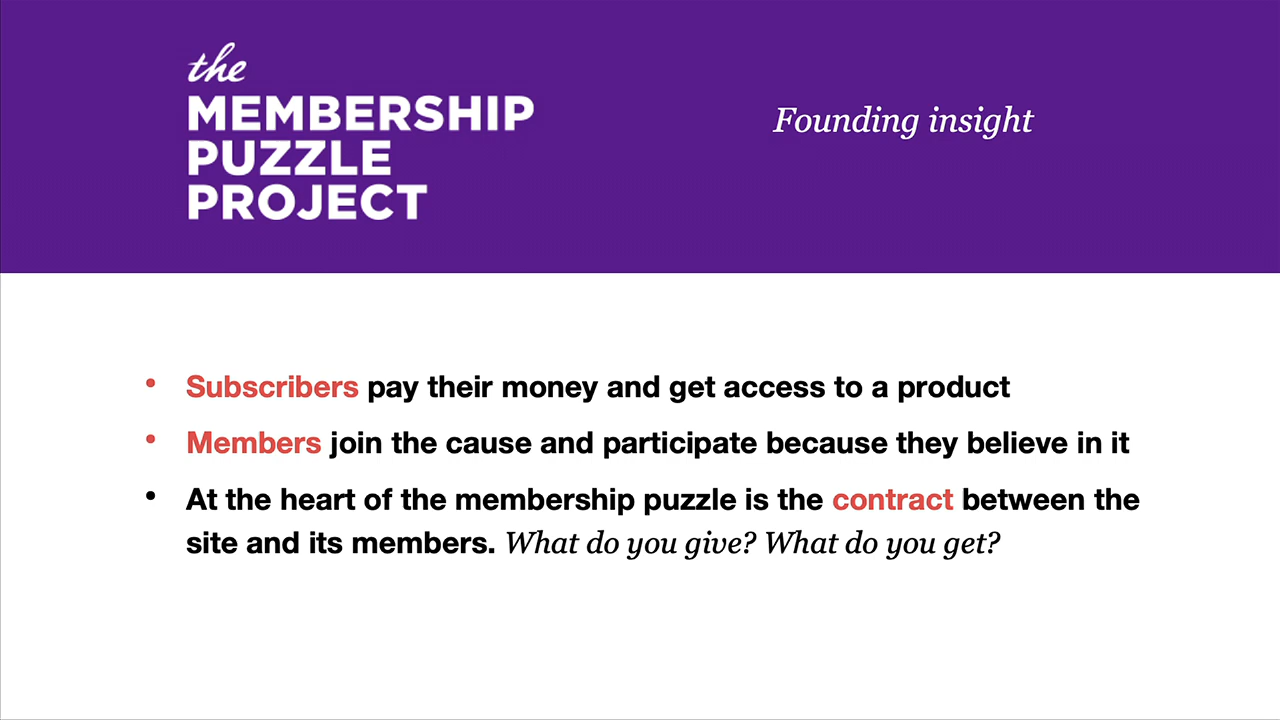 the
MEMBERSHIP
PUZZLE
PROJECT
Founding insight
• Subscribers pay their money and get access to a product
• Members join the cause and participate because they believe in it
• At the heart of the membership puzzle is the contract between the
site and its members. What do you give? What do you get?